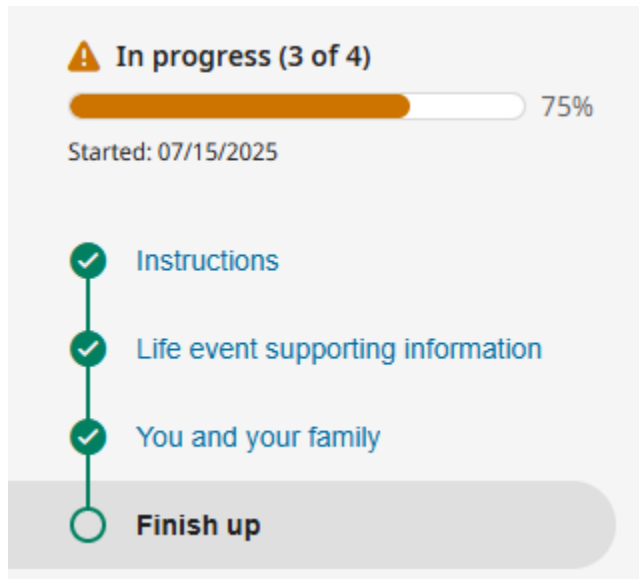 In progress (3 of 4)
75%
Started: 07/15/2025
Instructions
Life event supporting information
You and your family
Finish up